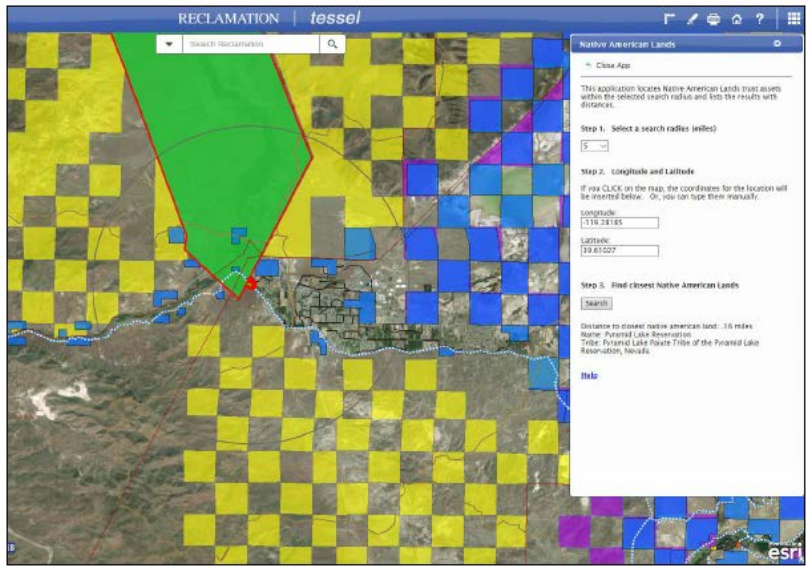 RECLAMATION | tessel
?
Search Reclamation
Native American Lands
Close App
This application locates Native American Lands trust assets
within the selected search radius and lists the results with
distances.
Step 1. Select a search radius (miles)
5
Step 2. Longitude and Latitude
If you CLICK on the map, the coordinates for the location will
be inserted below. Or, you can type them manually.
Longitude:
-119.28185
Latitude:
39.61027
Step 3. Find closest Native American Lands
Search
Distance to closest native american land: .16 miles
Name: Pyramid Lake Reservation
Tribe: Pyramid Lake Paiute Tribe of the Pyramid Lake
Reservation, Nevada
Help
esri